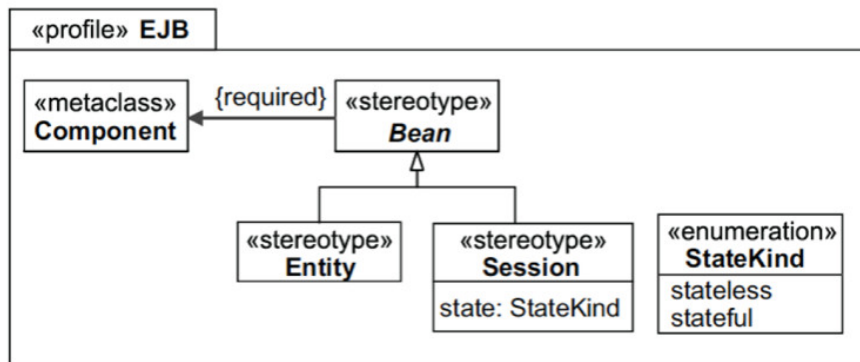 «profile» EJB
«metaclass»
Component
{required}
«stereotype»
Bean
«stereotype»
Entity
«stereotype»
Session
state: StateKind
«enumeration»
StateKind
stateless
stateful